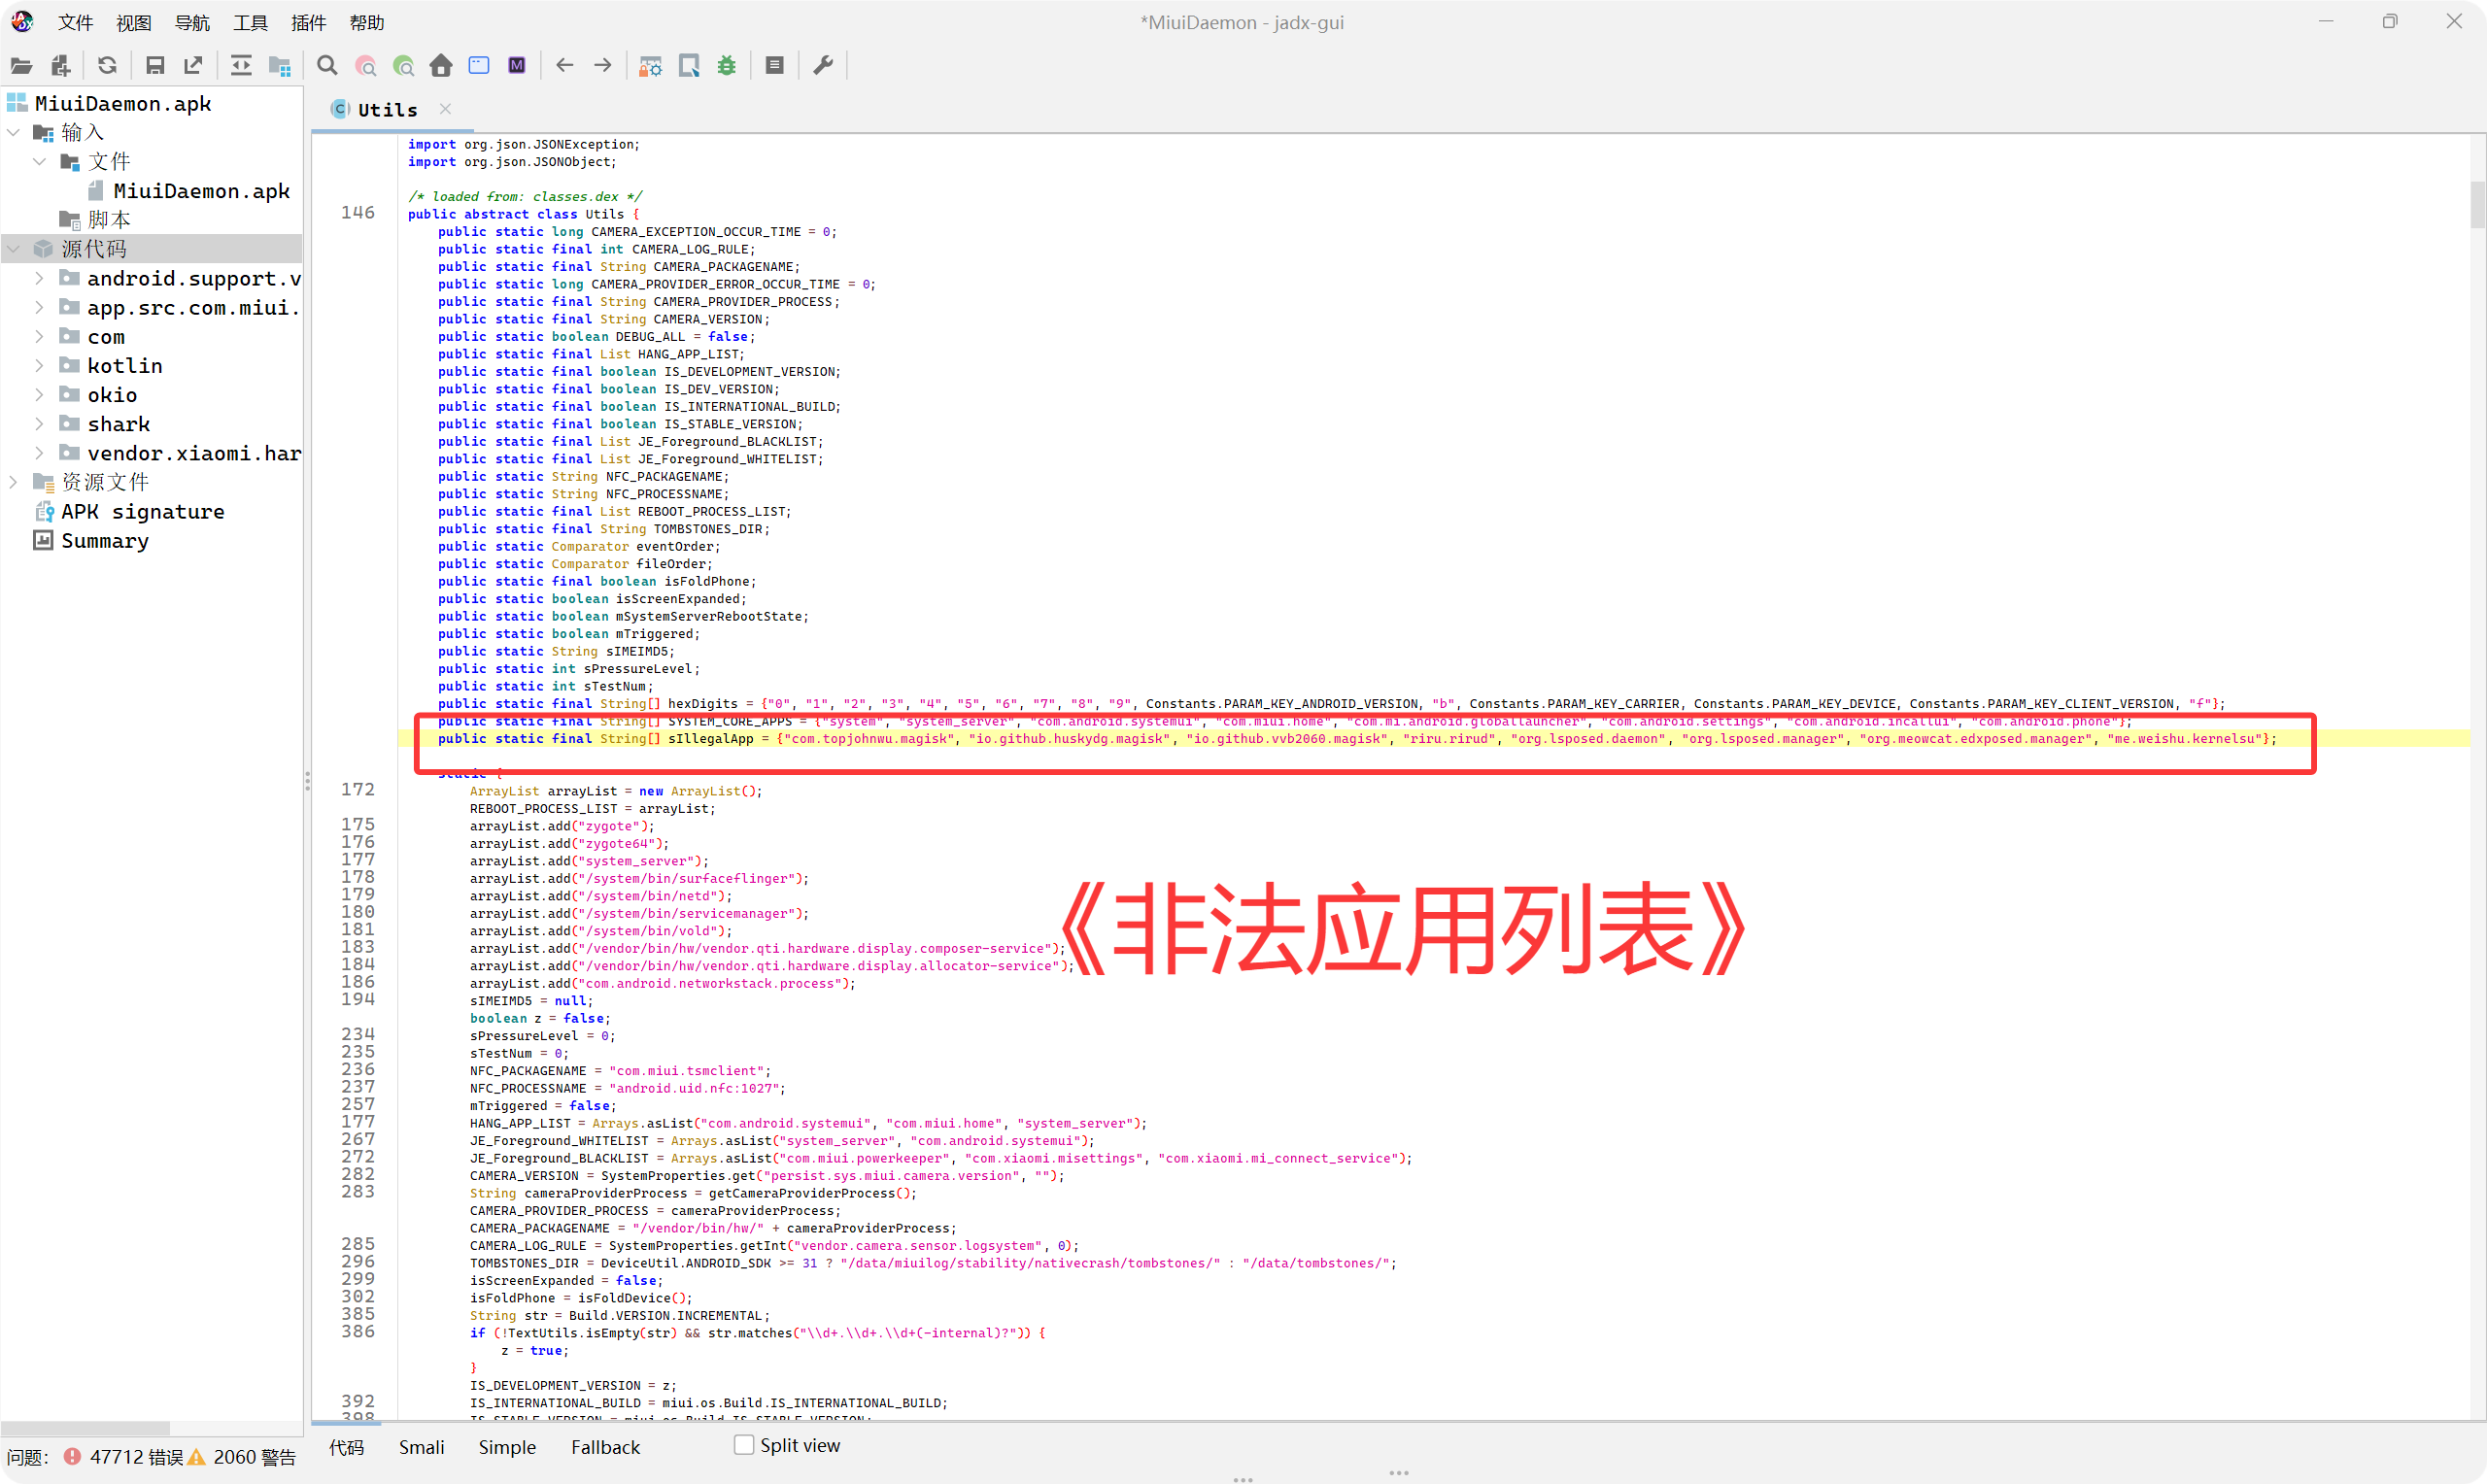 文件 视图 导航 工具 插件 帮助
*MiuiDaemon - jadx-gui
MiuiDaemon.apk
输入
文件
MiuiDaemon.apk
脚本
源代码
android.support.v
app.src.com.miui.
com
kotlin
okio
shark
vendor.xiaomi.har
资源文件
APK signature
Summary
问题: 47712 错误 2060 警告
Utils
import org.json.JSONException;
import org.json.JSONObject;
/* loaded from: classes.dex */
146 public abstract class Utils {
public static long CAMERA_EXCEPTION_OCCUR_TIME = 0;
public static final int CAMERA_LOG_RULE;
public static final String CAMERA_PACKAGENAME;
public static long CAMERA_PROVIDER_ERROR_OCCUR_TIME = 0;
public static final String CAMERA_PROVIDER_PROCESS;
public static final String CAMERA_VERSION;
public static boolean DEBUG_ALL = false;
public static final List HANG_APP_LIST;
public static final boolean IS_DEVELOPMENT_VERSION;
public static final boolean IS_DEV_VERSION;
public static final boolean IS_INTERNATIONAL_BUILD;
public static final boolean IS_STABLE_VERSION;
public static final List JE_Foreground_BLACKLIST;
public static final List JE_Foreground_WHITELIST;
public static String NFC_PACKAGENAME;
public static String NFC_PROCESSNAME;
public static final List REBOOT_PROCESS_LIST;
public static final String TOMBSTONES_DIR;
public static Comparator eventOrder;
public static Comparator fileOrder;
public static final boolean isFoldPhone;
public static boolean isScreenExpanded;
public static boolean mSystemServerRebootState;
public static boolean mTriggered;
public static String sIMEIMD5;
public static int sPressureLevel;
public static int sTestNum;
public static final String[] hexDigits = {"0", "1", "2", "3", "4", "5", "6", "7", "8", "9", Constants.PARAM_KEY_ANDROID_VERSION, "b", Constants.PARAM_KEY_CARRIER, Constants.PARAM_KEY_DEVICE, Constants.PARAM_KEY_CLIENT_VERSION, "f"};
public static final String[] SYSTEM_CORE_APPS = {"system", "system_server", "com.android.systemui", "com.miui.home", "com.mi.android.globallauncher", "com.android.settings", "com.android.incallui", "com.android.phone"};
public static final String[] sIllegalApp = {"com.topjohnwu.magisk", "io.github.huskydg.magisk", "io.github.vvb2060.magisk", "riru.rirud", "org.lsposed.daemon", "org.lsposed.manager", "org.meowcat.edxposed.manager", "me.weishu.kernelsu"};
static {
172 ArrayList arrayList = new ArrayList();
REBOOT_PROCESS_LIST = arrayList;
175 arrayList.add("zygote");
176 arrayList.add("zygote64");
177 arrayList.add("system_server");
178 arrayList.add("/system/bin/surfaceflinger");
179 arrayList.add("/system/bin/netd");
180 arrayList.add("/system/bin/servicemanager");
181 arrayList.add("/system/bin/vold");
183 arrayList.add("/vendor/bin/hw/vendor.qti.hardware.display.composer-service");
184 arrayList.add("/vendor/bin/hw/vendor.qti.hardware.display.allocator-service");
186 arrayList.add("com.android.networkstack.process");
《非法应用列表》
194 sIMEIMD5 = null;
boolean z = false;
234 sPressureLevel = 0;
235 sTestNum = 0;
236 NFC_PACKAGENAME = "com.miui.tsmclient";
237 NFC_PROCESSNAME = "android.uid.nfc:1027";
257 mTriggered = false;
177 HANG_APP_LIST = Arrays.asList("com.android.systemui", "com.miui.home", "system_server");
267 JE_Foreground_WHITELIST = Arrays.asList("system_server", "com.android.systemui");
272 JE_Foreground_BLACKLIST = Arrays.asList("com.miui.powerkeeper", "com.xiaomi.misettings", "com.xiaomi.mi_connect_service");
282 CAMERA_VERSION = SystemProperties.get("persist.sys.miui.camera.version", "");
283 String cameraProviderProcess = getCameraProviderProcess();
CAMERA_PROVIDER_PROCESS = cameraProviderProcess;
CAMERA_PACKAGENAME = "/vendor/bin/hw/" + cameraProviderProcess;
285 CAMERA_LOG_RULE = SystemProperties.getInt("vendor.camera.sensor.logsystem", 0);
296 TOMBSTONES_DIR = DeviceUtil.ANDROID_SDK >= 31 ? "/data/miuilog/stability/nativecrash/tombstones/" : "/data/tombstones/";
299 isScreenExpanded = false;
302 isFoldPhone = isFoldDevice();
385 String str = Build.VERSION.INCREMENTAL;
386 if (!TextUtils.isEmpty(str) && str.matches("\\d+.\\d+.\\d+(-internal)?")) {
z = true;
}
IS_DEVELOPMENT_VERSION = z;
392 IS_INTERNATIONAL_BUILD = miui.os.Build.IS_INTERNATIONAL_BUILD;
398 IS_STABLE_VERSION = miui.os.Build.IS_STABLE_VERSION;
代码 Smali Simple Fallback Split view